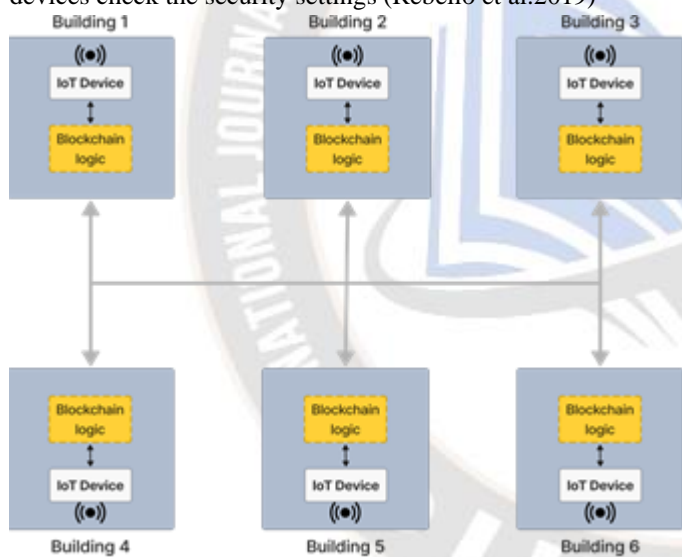 devices check the security settings (Rebello et al.2019)
Building 1
Building 2
Building 3
IoT Device
IoT Device
IoT Device
Blockchain
logic
Blockchain
logic
Blockchain
logic
Blockchain
logic
Blockchain
logic
Blockchain
logic
IoT Device
IoT Device
IoT Device
Building 4
Building 5
Building 6
NATIONAL JOURNA